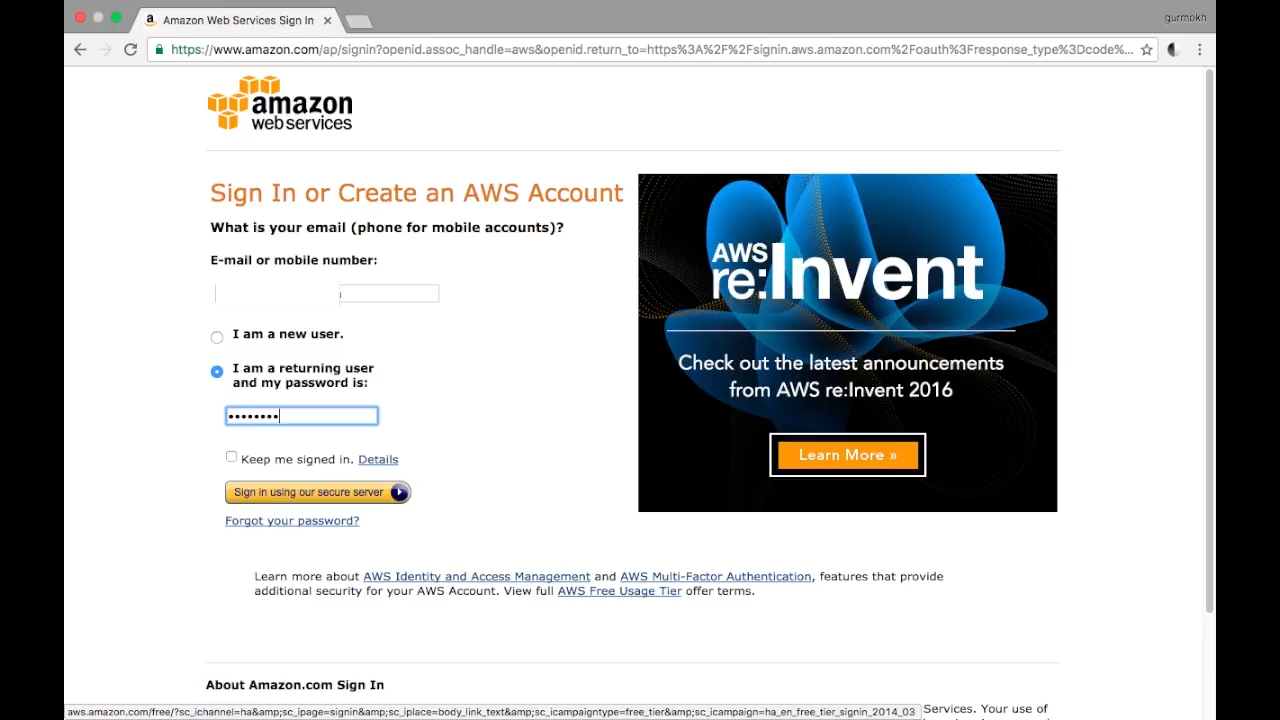 Amazon Web Services Sign In
gurmokh
https://www.amazon.com/ap/signin?openid.assoc_handle=aws&openid.return_to=https%3A%2F%2Fsignin.aws.amazon.com%2Foauth%3Fresponse_type%3Dcode%...
amazon
web services
Sign In or Create an AWS Account
What is your email (phone for mobile accounts)?
E-mail or mobile number:
I am a new user.
I am a returning user
and my password is:
Keep me signed in. Details
Sign in using our secure server
Forgot your password?
AWS
re:Invent
Check out the latest announcements
from AWS re:Invent 2016
Learn More »
Learn more about AWS Identity and Access Management and AWS Multi-Factor Authentication, features that provide
additional security for your AWS Account. View full AWS Free Usage Tier offer terms.
About Amazon.com Sign In
aws.amazon.com/free/?sc_ichannel=ha&amp;sc_ipage=signin&amp;sc_iplace=body_link_text&amp;sc_icampaigntype=free_tier&amp;sc_icampaign=ha_en_free_tier_signin_2014_03
Services. Your use of